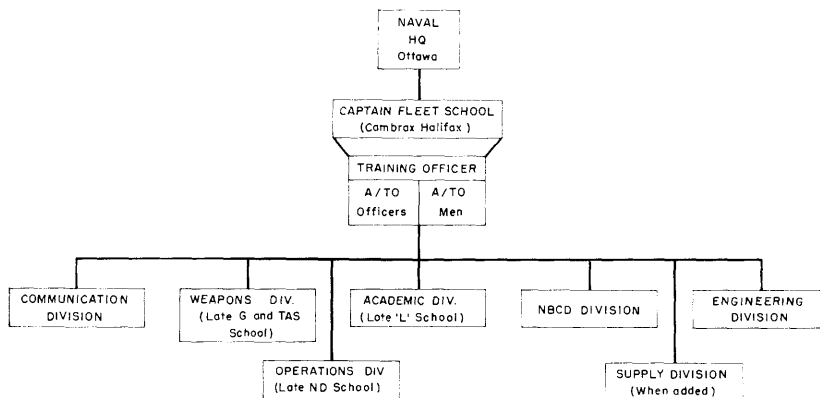 NAVAL
HQ
Ottawa
CAPTAIN FLEET SCHOOL
(Cambrax Halifax)
TRAINING OFFICER
A/TO
Officers
A/TO
Men
COMMUNICATION
DIVISION
WEAPONS DIV.
(Late G and TAS
School)
ACADEMIC DIV.
(Late 'L' School)
NBCD DIVISION
ENGINEERING
DIVISION
OPERATIONS DIV
(Late ND School)
SUPPLY DIVISION
(When added)